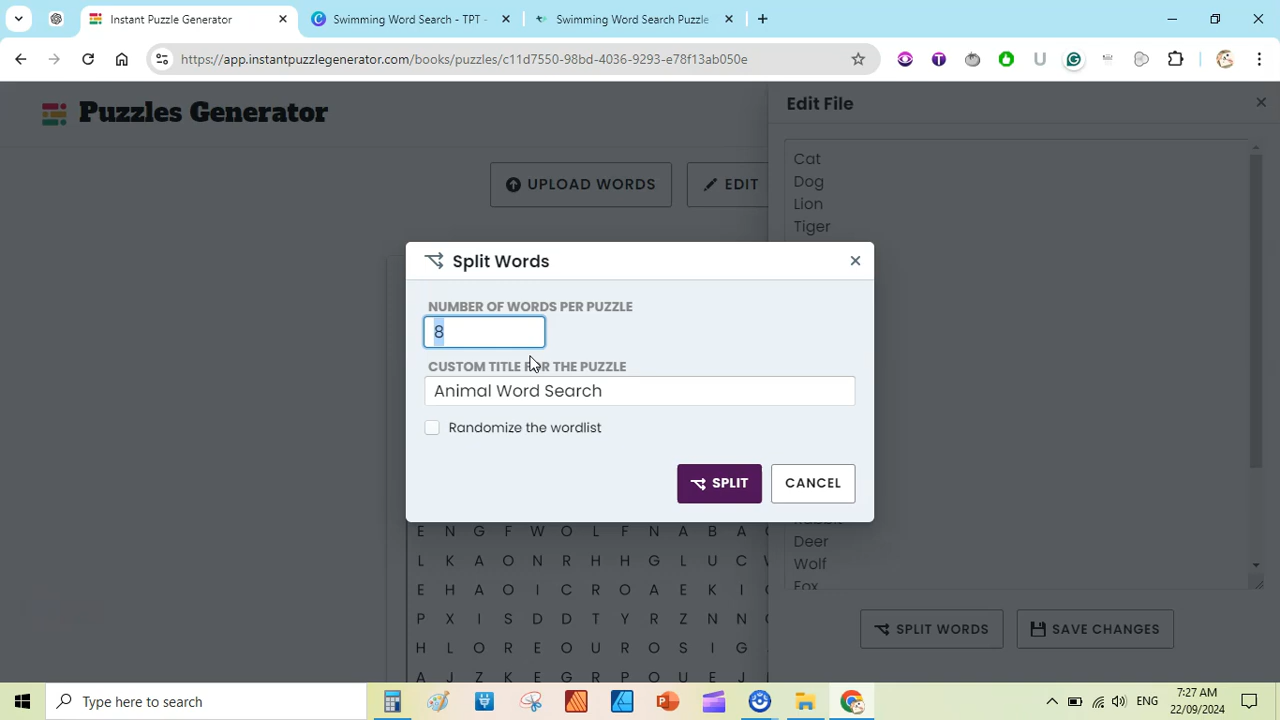 Instant Puzzle Generator
Swimming Word Search - TPT -
Swimming Word Search Puzzle
https://app.instantpuzzlegenerator.com/books/puzzles/c11d7550-98bd-4036-9293-e78f13ab050e
Puzzles Generator
Edit File
UPLOAD WORDS
EDIT
Cat
Dog
Lion
Tiger
Split Words
NUMBER OF WORDS PER PUZZLE
8
CUSTOM TITLE FOR THE PUZZLE
Animal Word Search
Randomize the wordlist
SPLIT
CANCEL
Rabbit
Deer
Wolf
Fox
E N G F W O L F N A B A
L K A O N R H H G L U C
E H A O I C R O A E K I
P X I S D D T Y R Z N N
H L O R E O U R O S I G
A J Z K E G R P O U E J
SPLIT WORDS
SAVE CHANGES
Type here to search
ENG
7:27 AM
22/09/2024